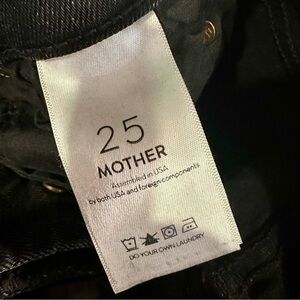 25
MOTHER
Assembled in USA
by both USA and foreign components
DO YOUR OWN LAUNDRY